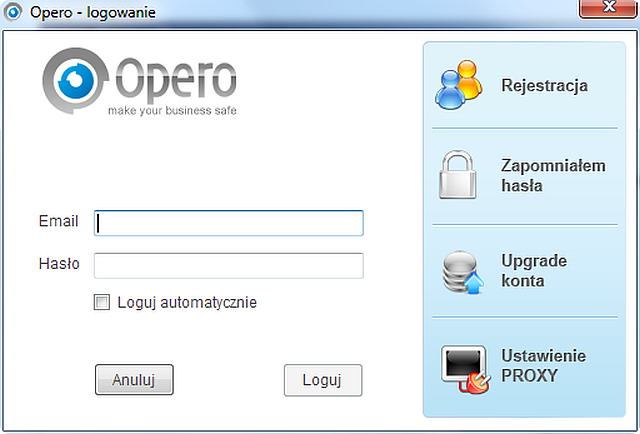 Opero - logowanie
Opero
make your business safe
Email
Hasło
Loguj automatycznie
Anuluj
Loguj
Rejestracja
Zapomniałem
hasła
Upgrade
konta
Ustawienie
PROXY